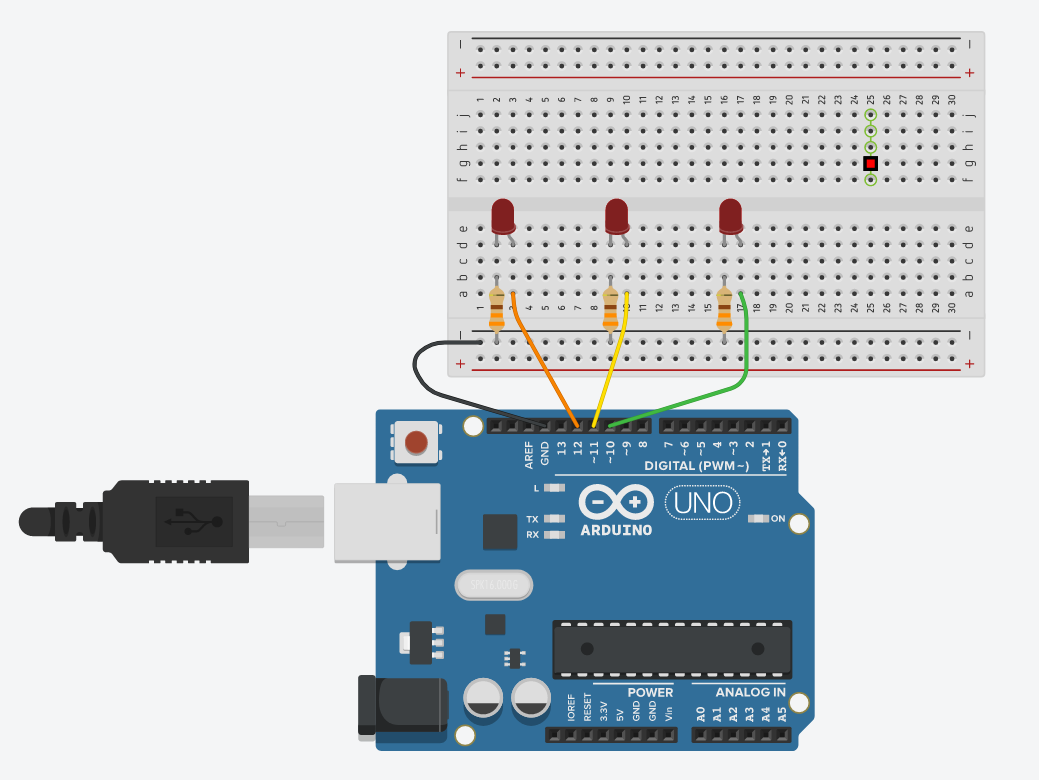 − −
+ +
1 2 3 4 5 6 7 8 9 10 11 12 13 14 15 16 17 18 19 20 21 22 23 24 25 26 27 28 29 30
j j
i i
h h
g g
f f
e e
d d
c c
b b
a a
1 3 4 5 6 7 8 10 11 12 13 14 15 17 18 19 20 21 22 23 24 25 26 27 28 29 30
− −
+ +
AREF GND 13 12 ~11 ~10 ~9 8 7 ~6 ~5 4 ~3 2 TX→1 RX←0
DIGITAL (PWM~)
L
TX
RX
− +
ARDUINO
UNO
ON
POWER ANALOG IN
IOREF RESET 3.3V 5V GND GND Vin A0 A1 A2 A3 A4 A5